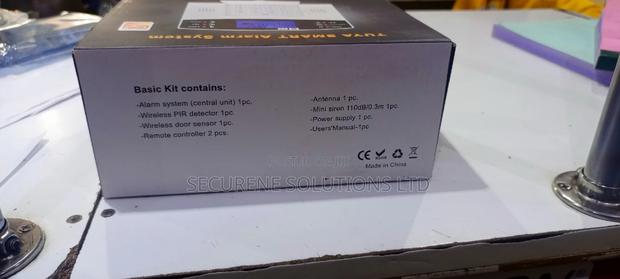 TUYA SMART Alarm System
Basic Kit contains:
-Alarm system (central unit) 1pc.
-Wireless PIR detector 1pc.
-Wireless door sensor 1pc.
-Remote controller 2 pcs.
-Antenna 1 pc.
-Mini siren 110dB/0.3m 1pc.
-Power supply 1 pc.
-Users'Manual-1pc
CE
Made in China
SECURENE SOLUTIONS LTD